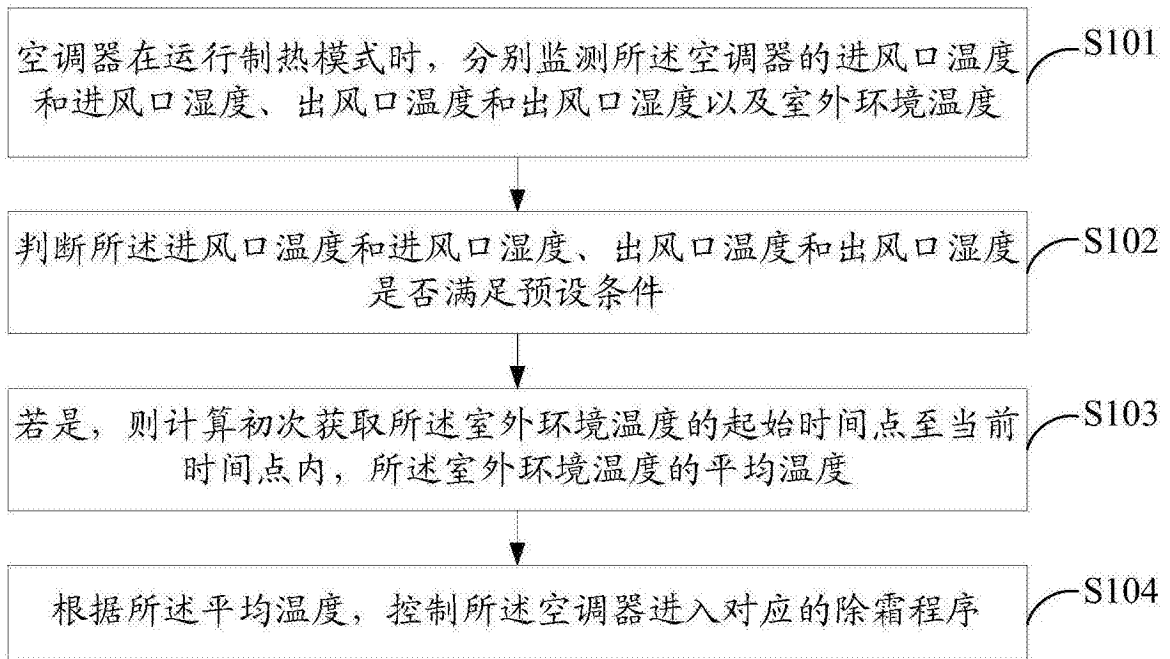 空调器在运行制热模式时，分别监测所述空调器的进风口温度
和进风口湿度、出风口温度和出风口湿度以及室外环境温度
S101
判断所述进风口温度和进风口湿度、出风口温度和出风口湿度
是否满足预设条件
S102
若是，则计算初次获取所述室外环境温度的起始时间点至当前
时间点内，所述室外环境温度的平均温度
S103
根据所述平均温度，控制所述空调器进入对应的除霜程序
S104